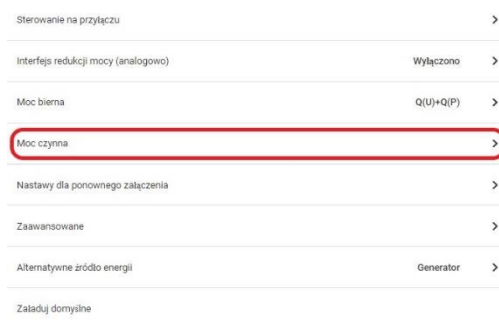 Sterowanie na przyłączu
Interfejs redukcji mocy (analogowo) Wyłączono
Moc bierna Q(U)+Q(P)
Moc czynna
Nastawy dla ponownego załączenia
Zaawansowane
Alternatywne źródło energii Generator
Załaduj domyślne